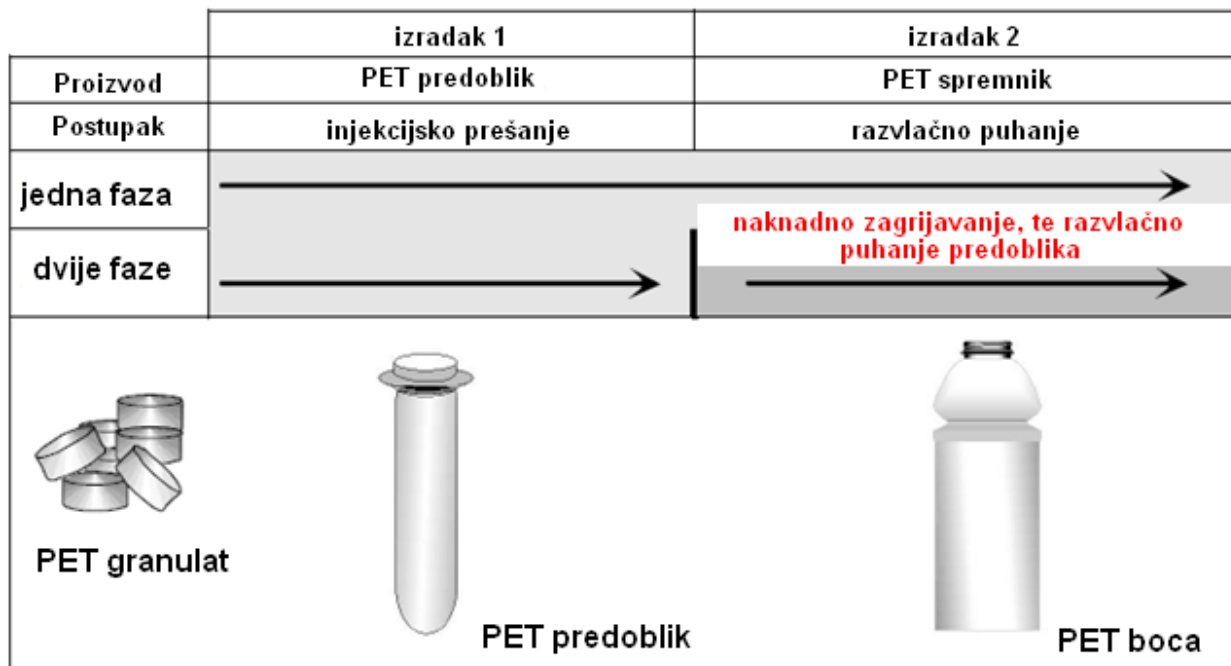 izradak 1
izradak 2
Proizvod
PET predoblik
PET spremnik
Postupak
injekcijsko prešanje
razvlačno puhanje
jedna faza
naknadno zagrijavanje, te razvlačno
puhanje predoblika
dvije faze
PET granulat
PET predoblik
PET boca